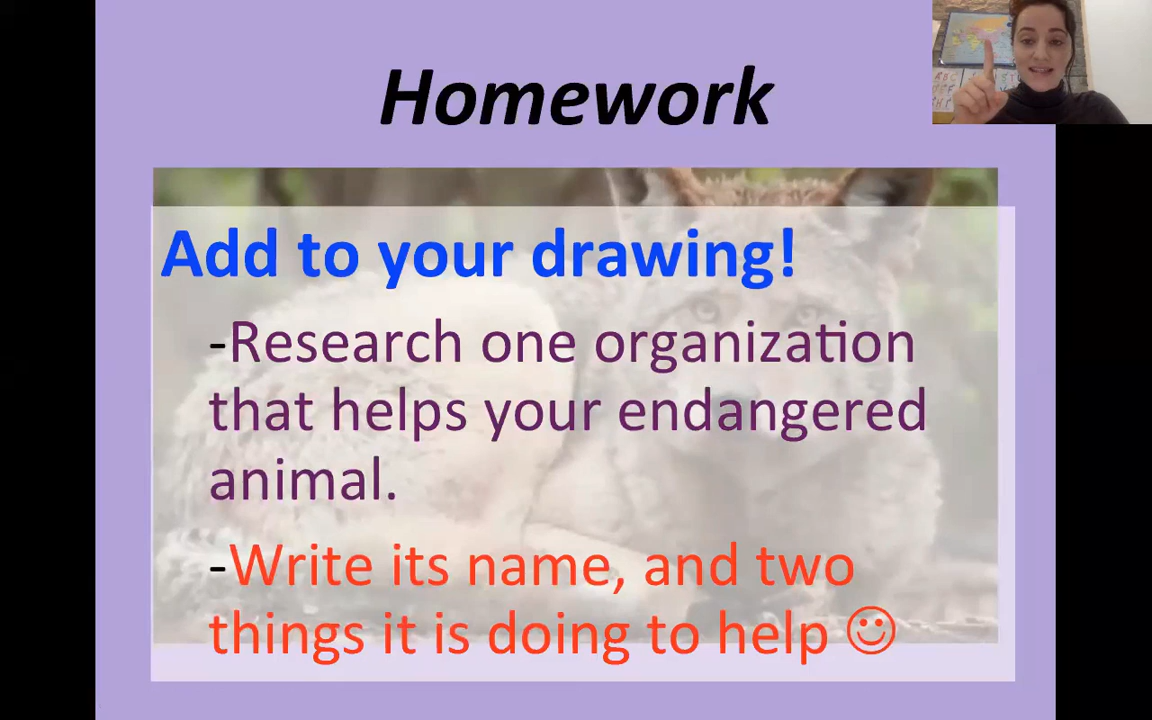 Homework
Add to your drawing!
-Research one organization
that helps your endangered
animal.
-Write its name, and two
things it is doing to help ☺